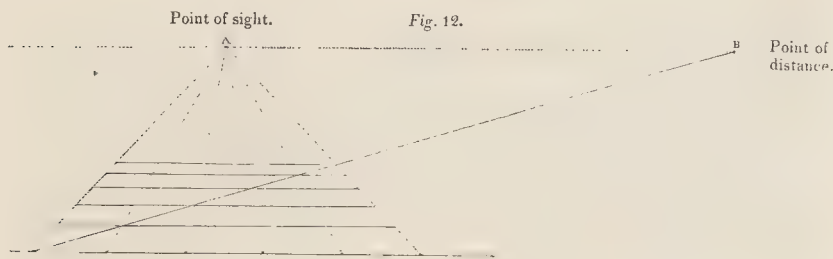 Point of sight.
Fig. 12.
A
B
Point of
distance.